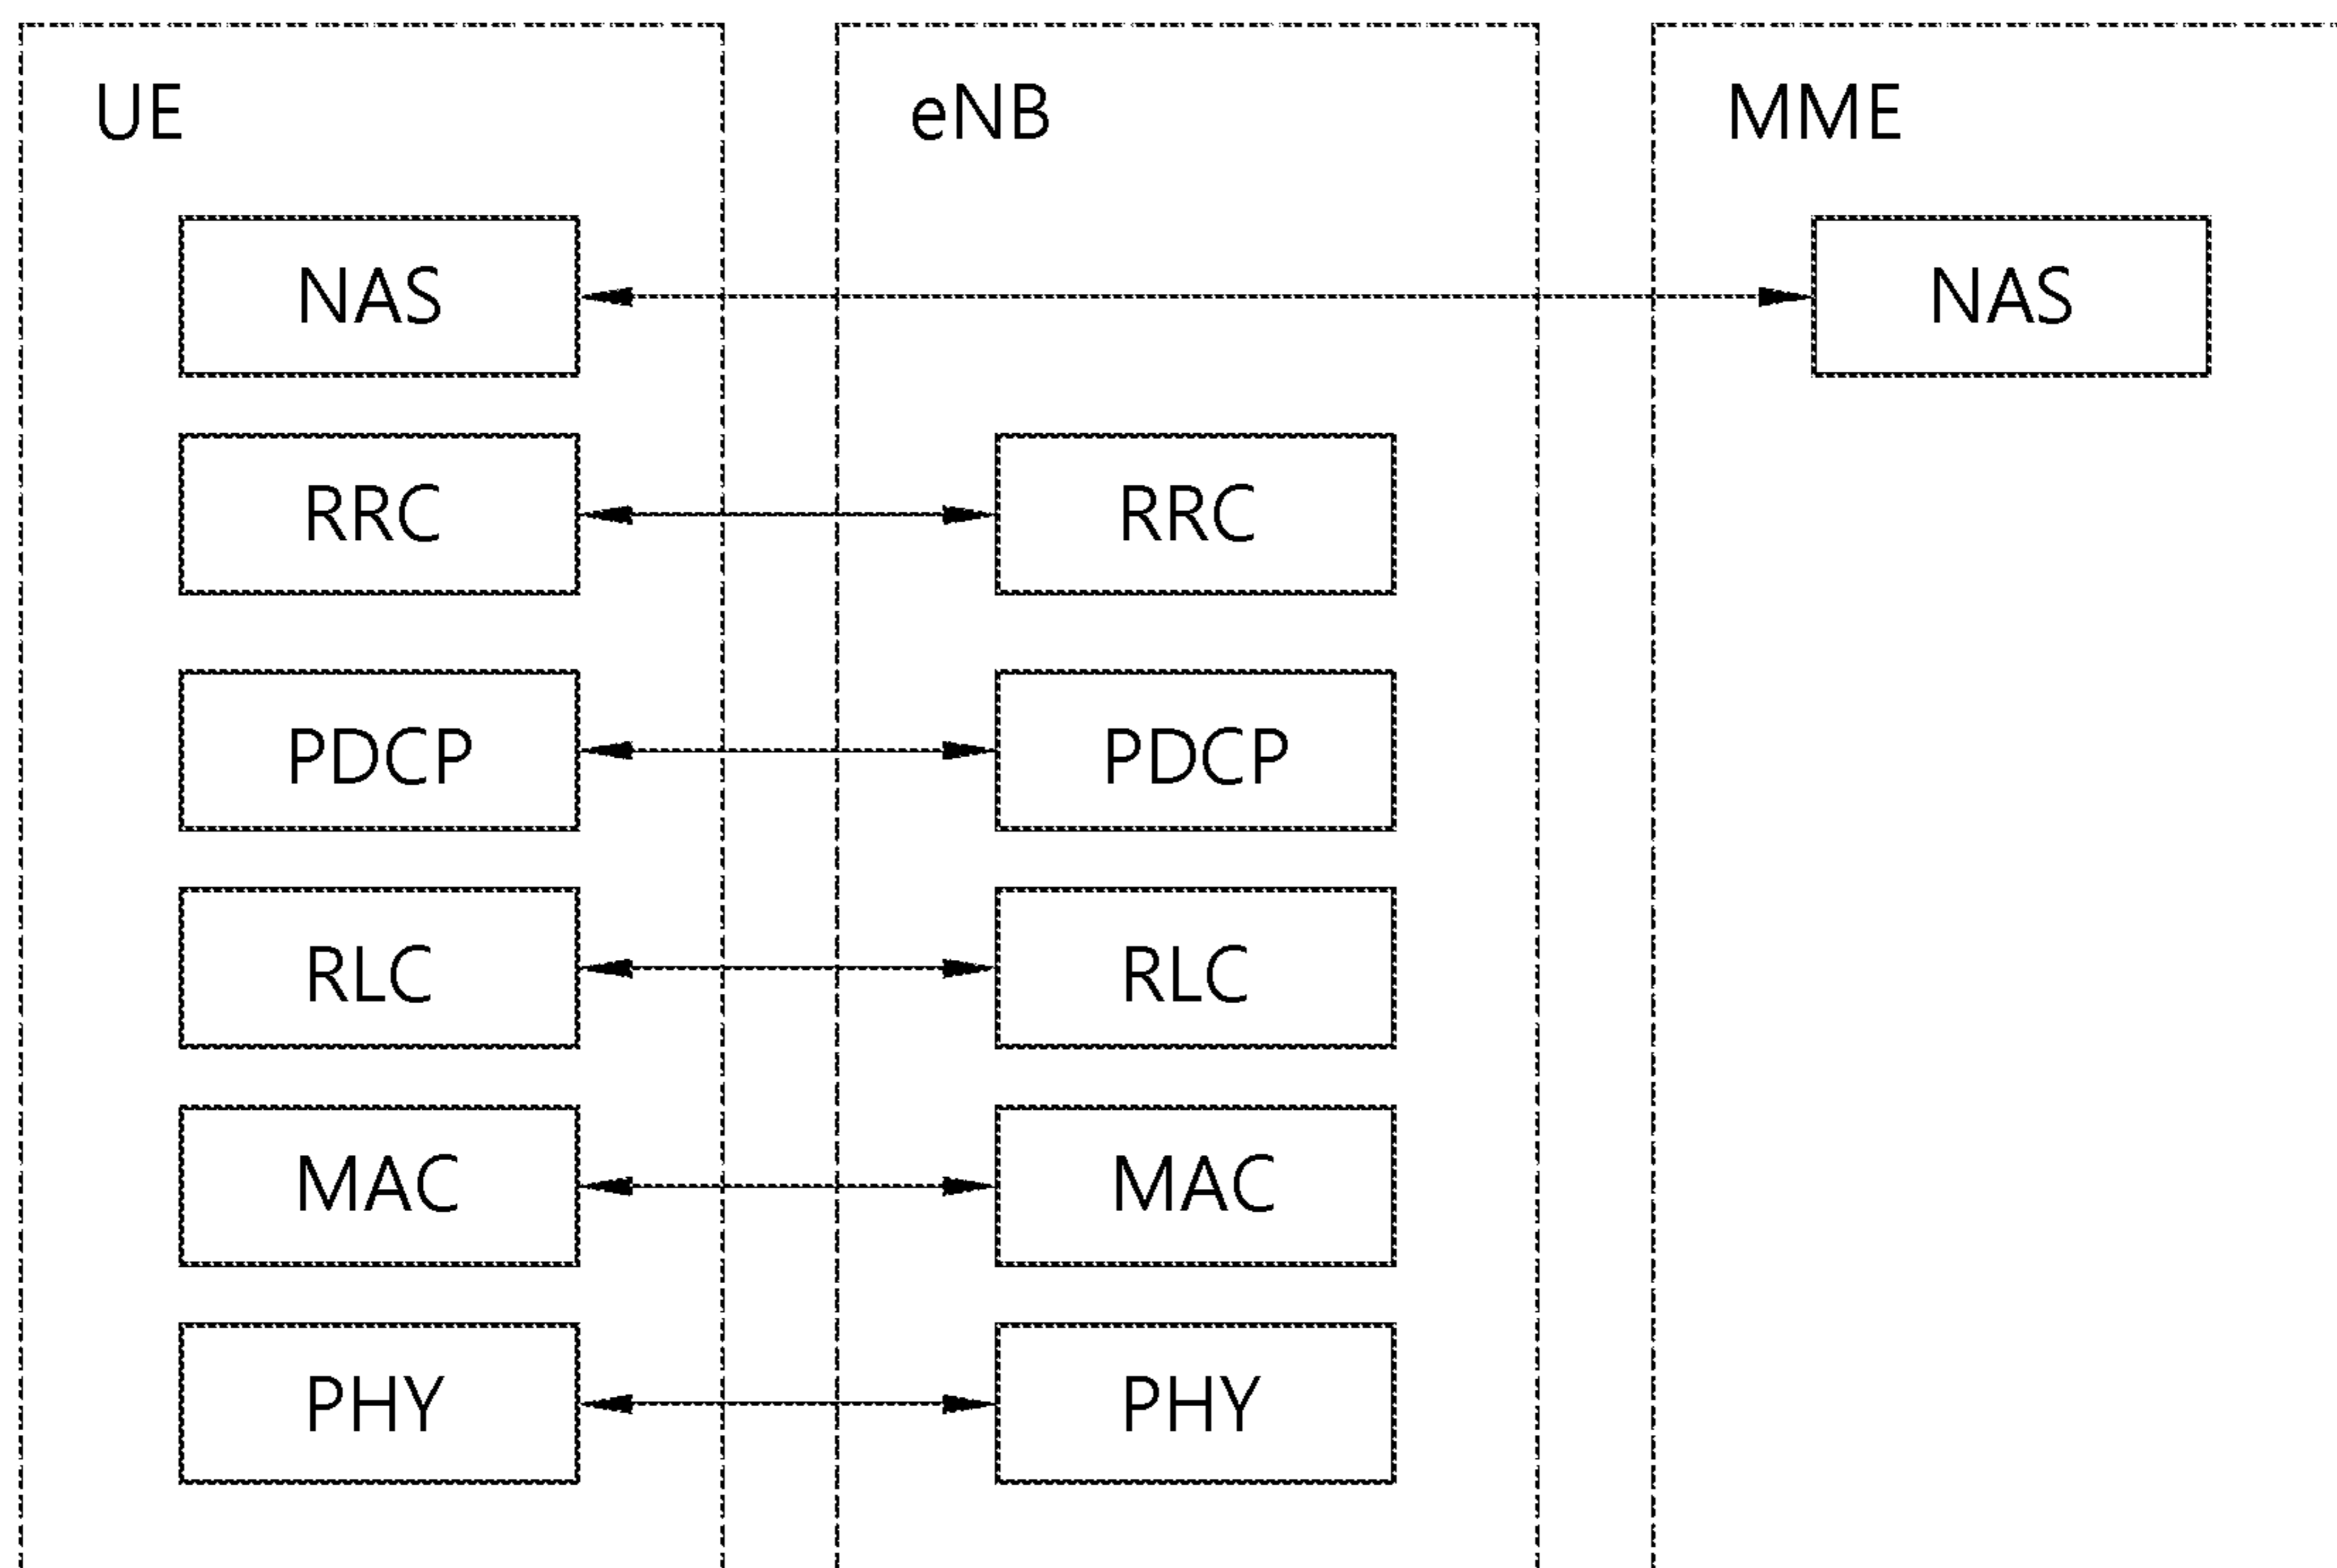 UE eNB MME
NAS NAS
RRC RRC
PDCP PDCP
RLC RLC
MAC MAC
PHY PHY